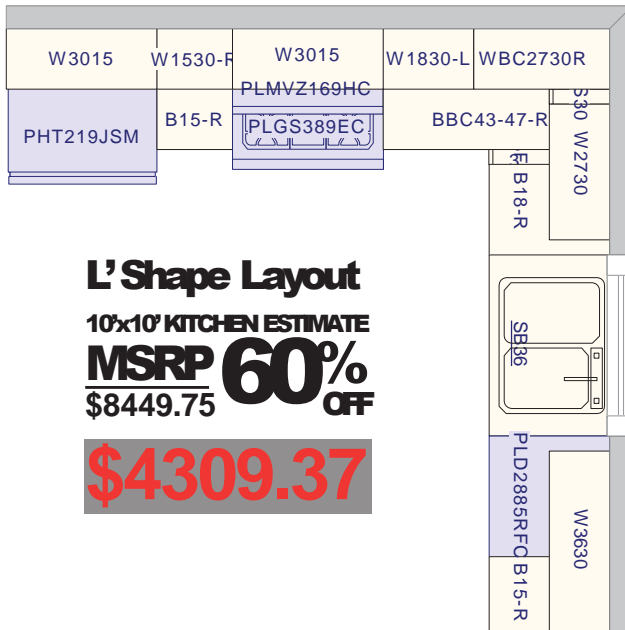 W3015
W1530-R
W3015
W1830-L
WBC2730R
PHT219JSM
B15-R
PLMVZ169HC
PLGS389EC
BBC43-47-R
S30
W2730
B18-R
L' Shape Layout
10'x10' KITCHEN ESTIMATE
MSRP
$8449.75
60%
OFF
$4309.37
SB36
PLD2885RFC
B15-R
W3630